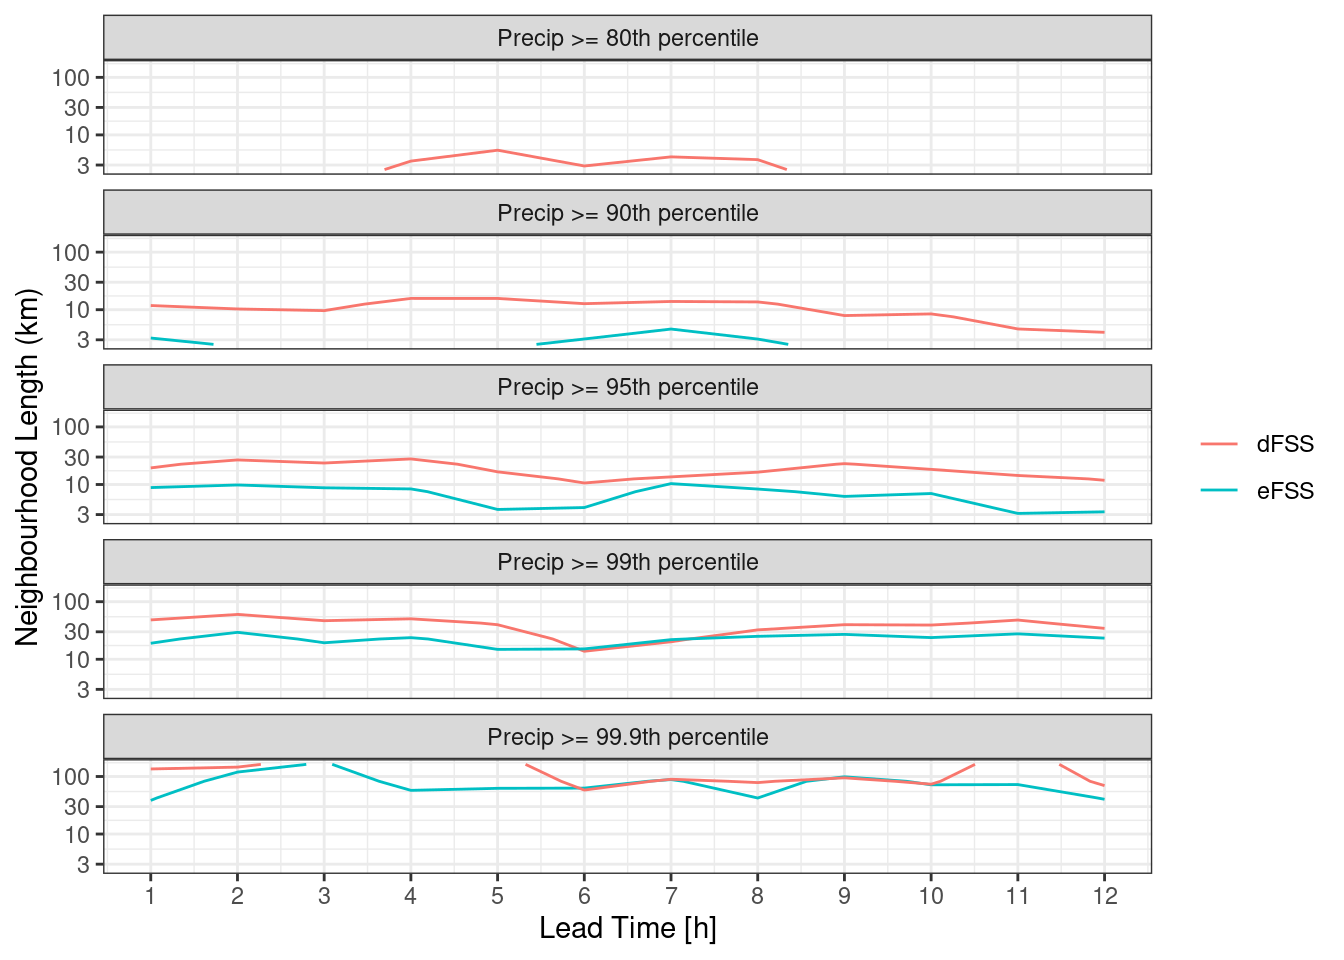 Precip >= 80th percentile
100
30
10
3
Precip >= 90th percentile
100
30
10
3
Precip >= 95th percentile
100
30
10
3
Precip >= 99th percentile
100
30
10
3
Precip >= 99.9th percentile
100
30
10
3
1 2 3 4 5 6 7 8 9 10 11 12
Lead Time [h]
Neighbourhood Length (km)
dFSS
eFSS